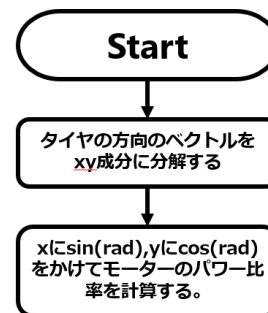 Start
タイヤの方向のベクトルを
xy成分に分解する
xにsin(rad),yにcos(rad)
をかけてモーターのパワー比
率を計算する。